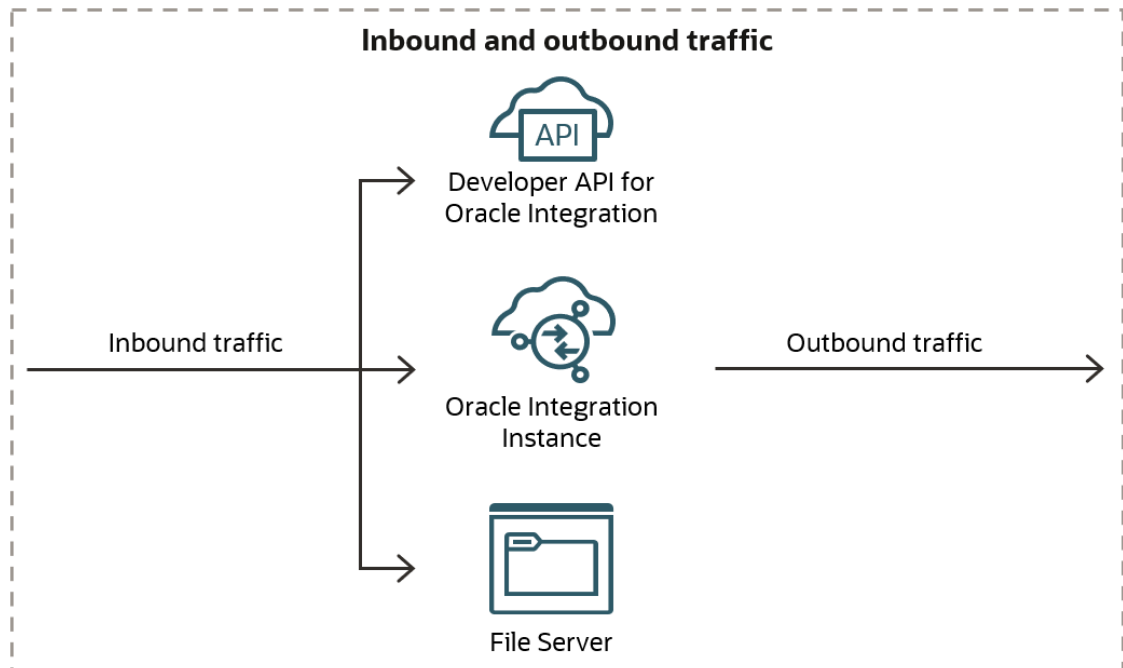 Inbound and outbound traffic
API
Developer API for
Oracle Integration
Inbound traffic
Outbound traffic
Oracle Integration
Instance
File Server